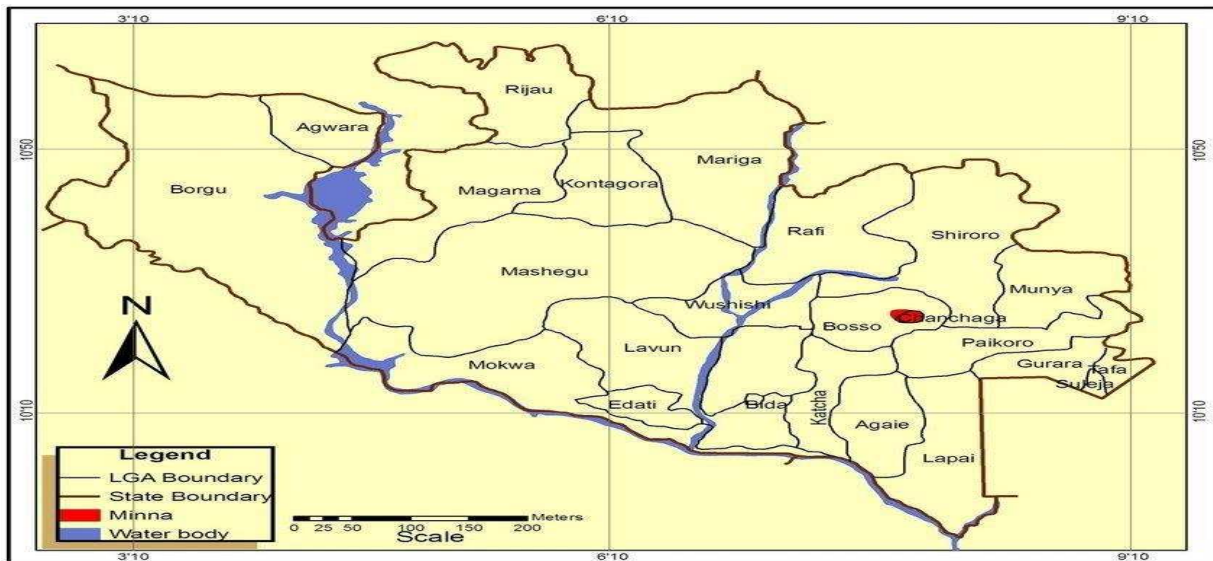 3'10 6'10 9'10
Rijau
Agwara
10'50 10'50
Mariga
Borgu Magama Kontagora
Rafi Shiroro
Mashegu
Munya
N
Wushishi
Chanchaga
Bosso
Lavun Paikoro
Mokwa Gurara
Tafa
Suleja
Edati Bida
Katcha
10'10 10'10
Agaie
Lapai
Legend
LGA Boundary
State Boundary
Minna
Water body
Meters
0 25 50 100 150 200
Scale
3'10 6'10 9'10